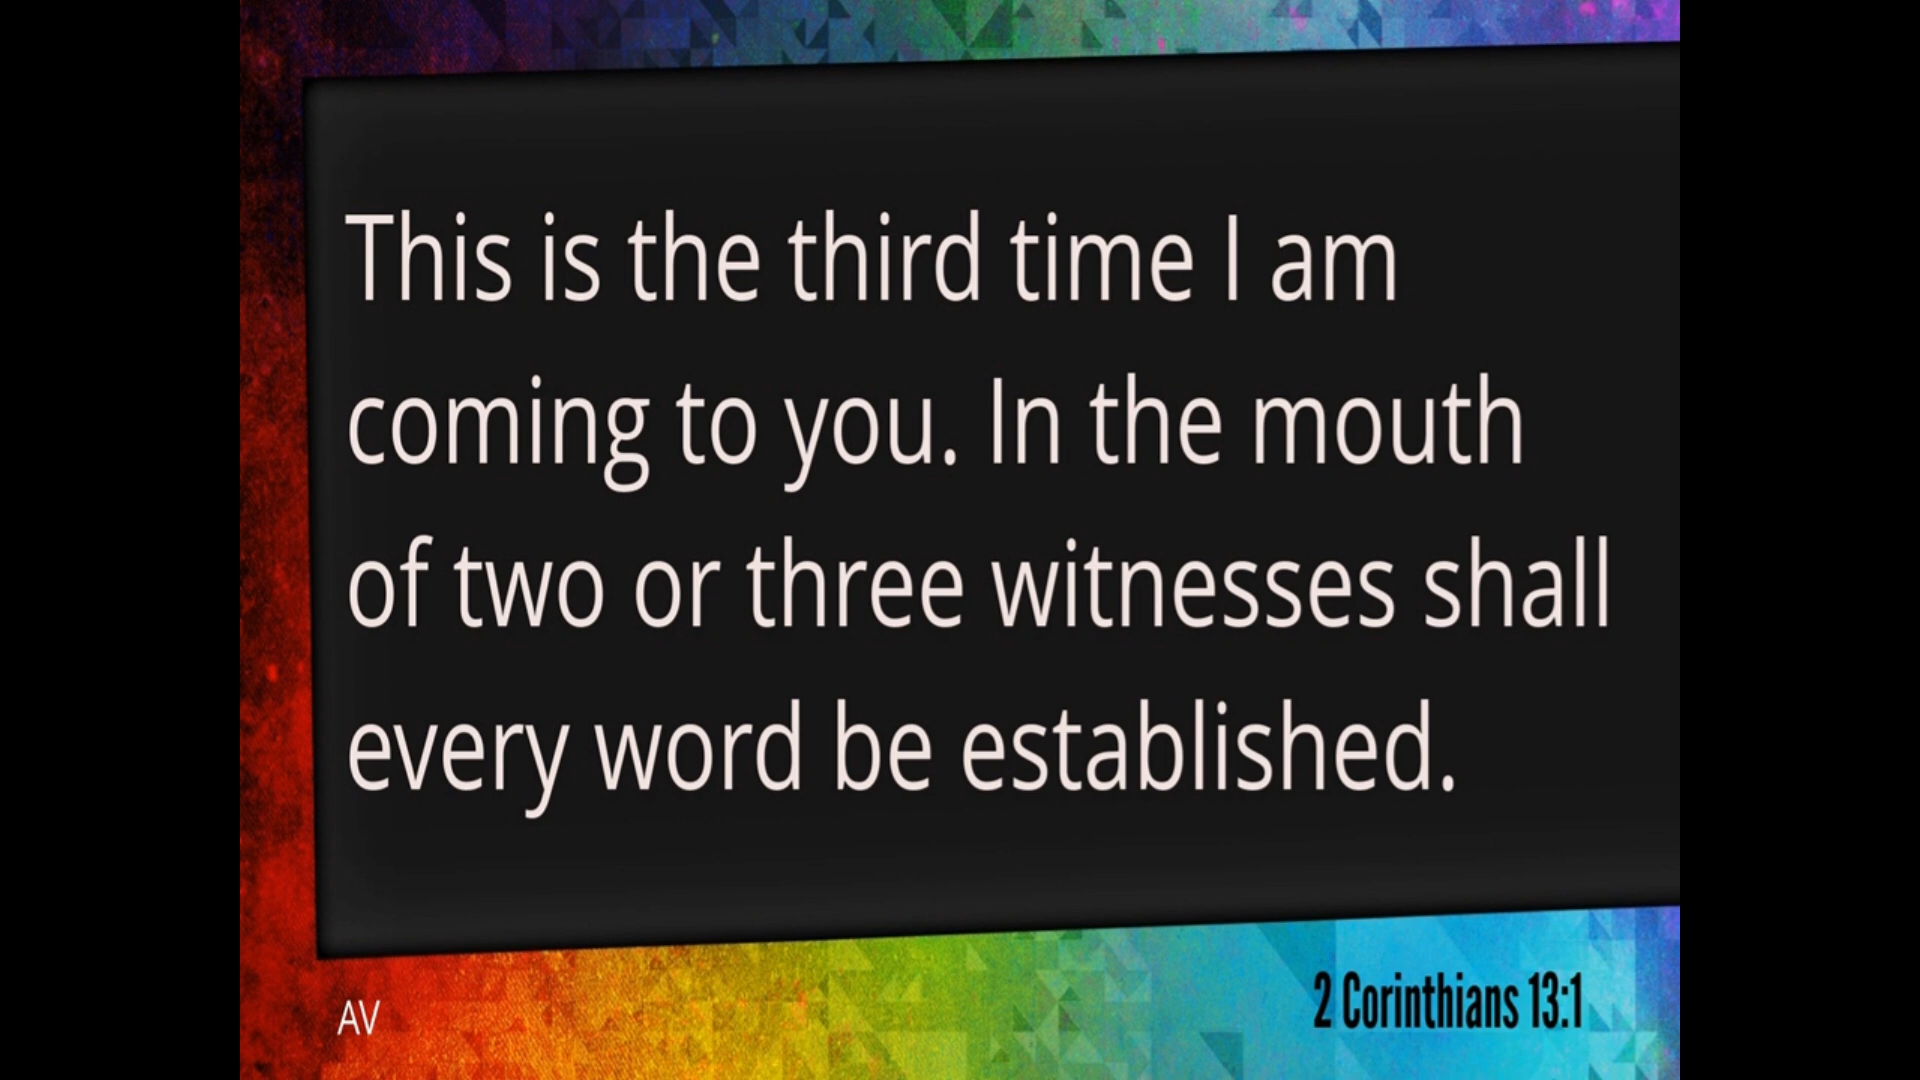 This is the third time I am
coming to you. In the mouth
of two or three witnesses shall
every word be established.
AV
2 Corinthians 13:1